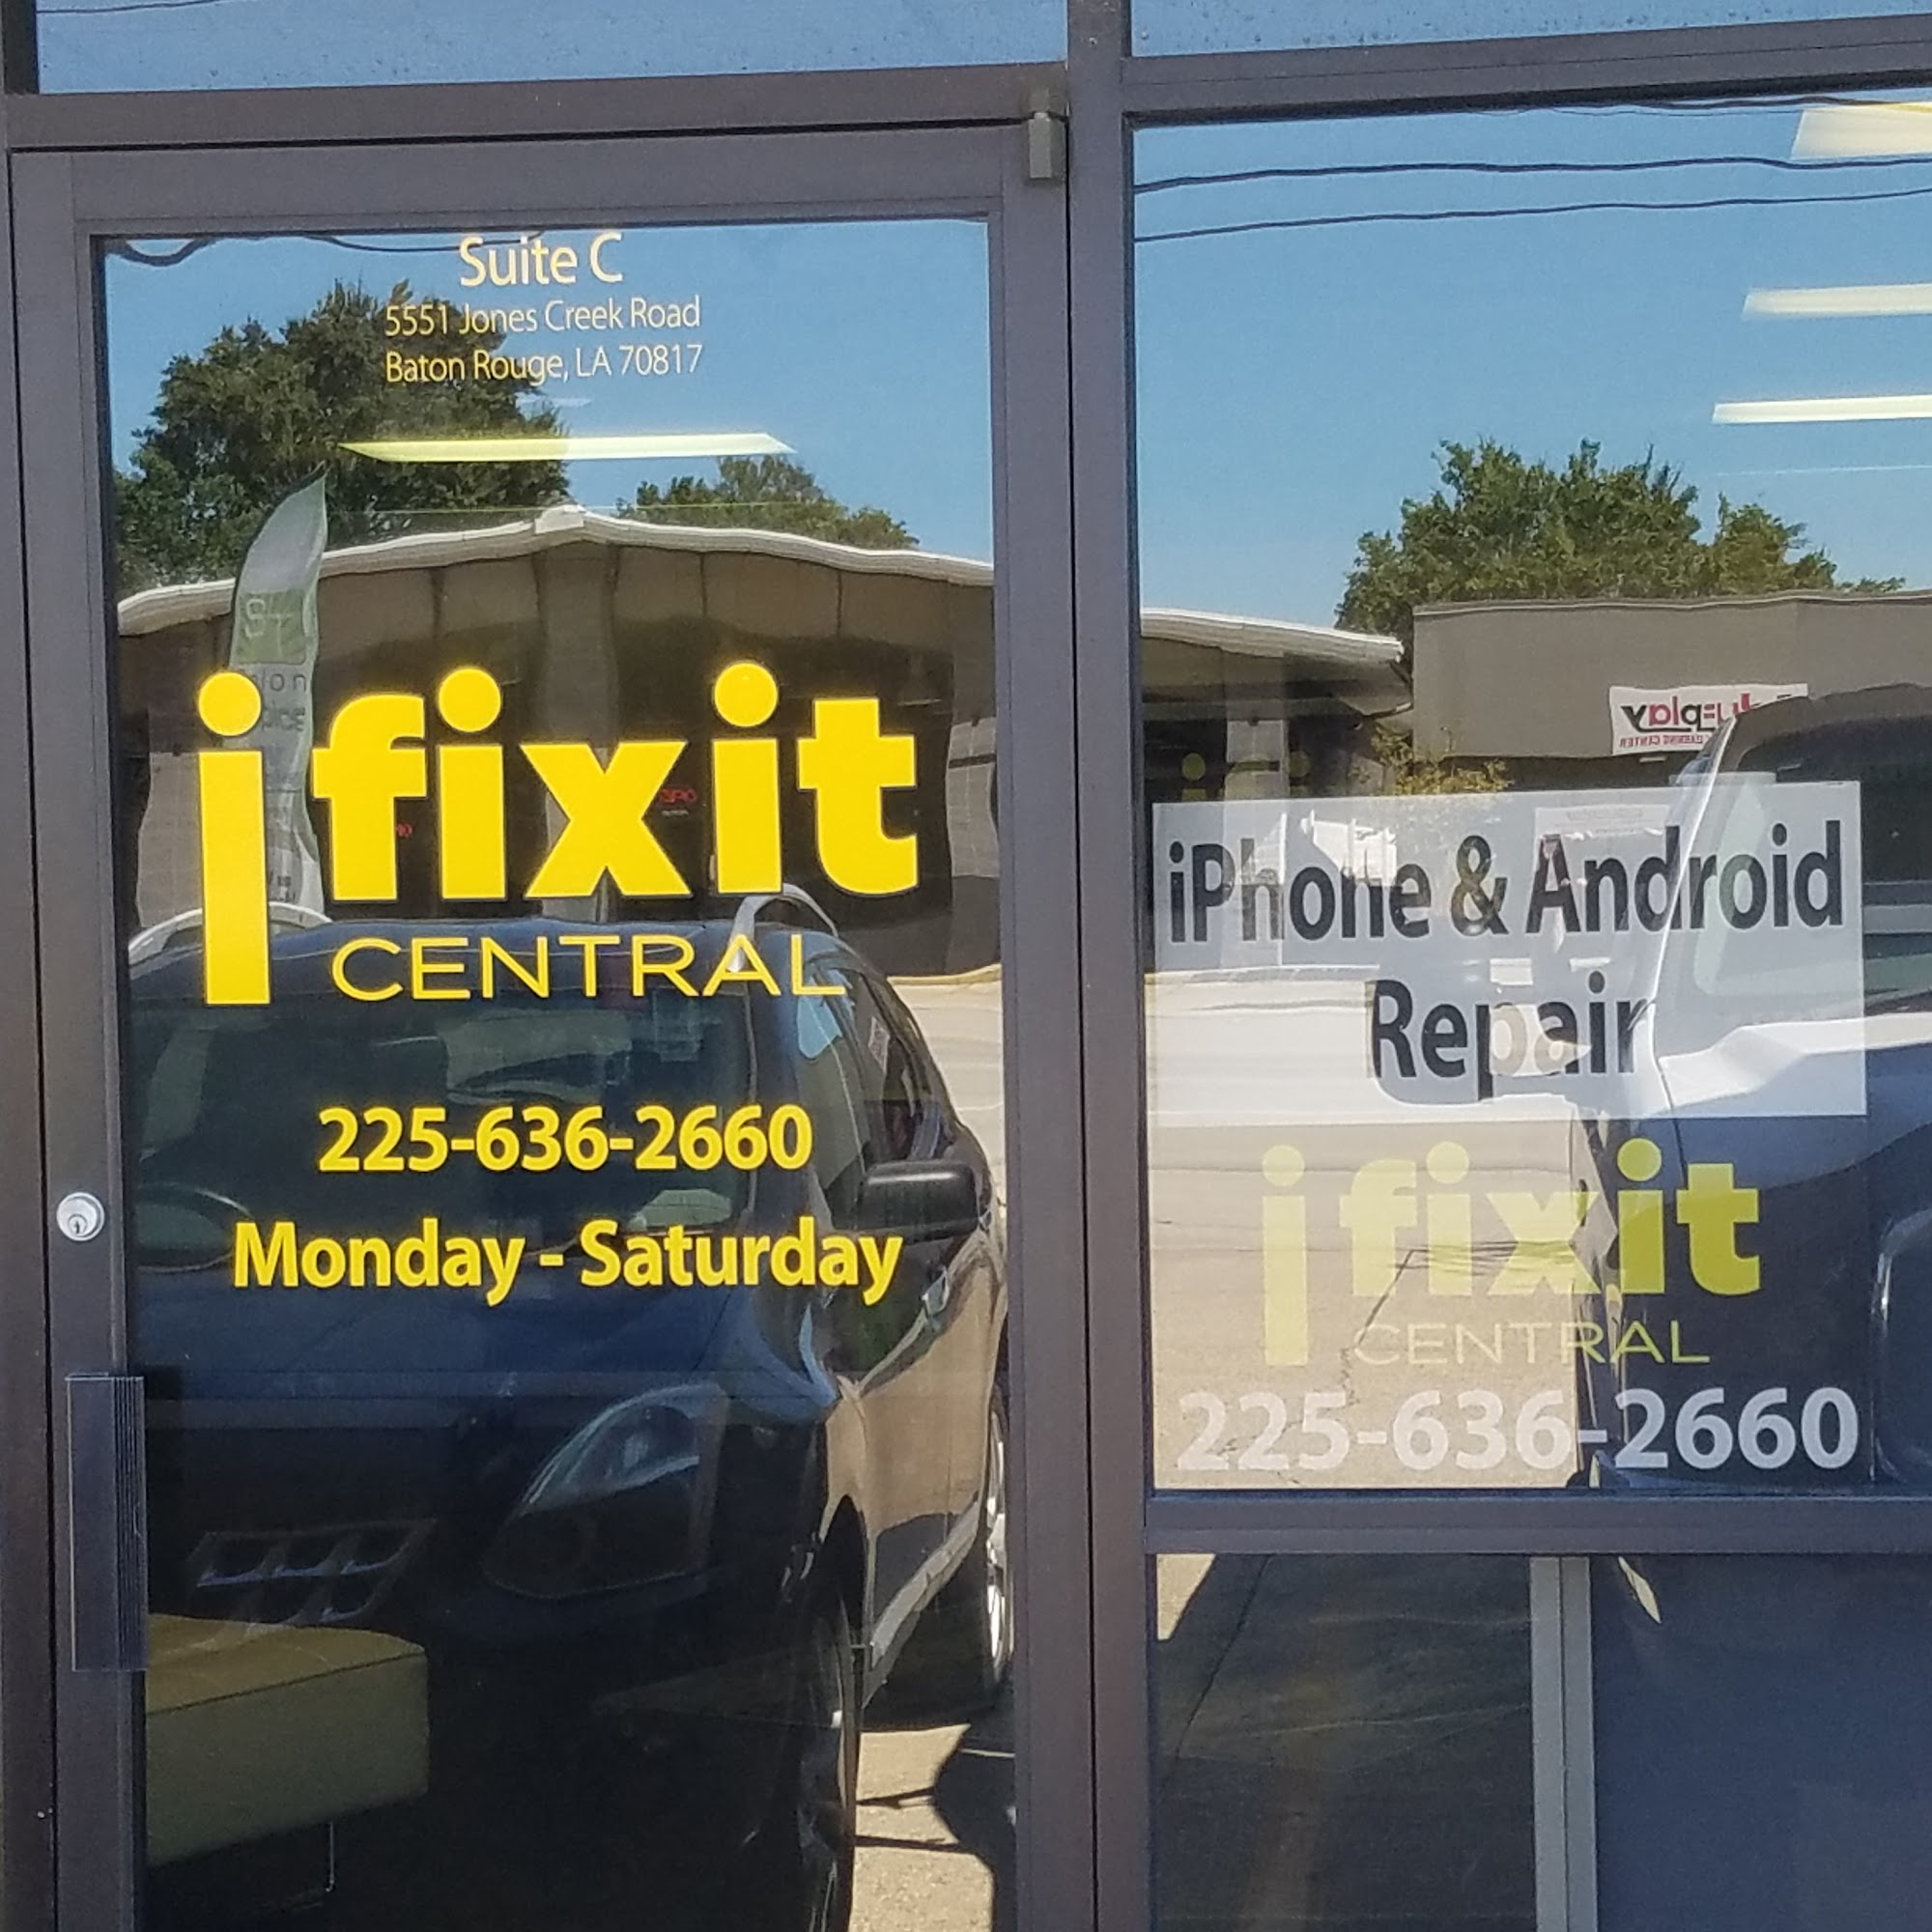 Suite C
5551 Jones Creek Road
Baton Rouge, LA 70817
ifixit
CENTRAL
225-636-2660
Monday - Saturday
iPhone & Android
Repair
ifixit
CENTRAL
225-636-2660